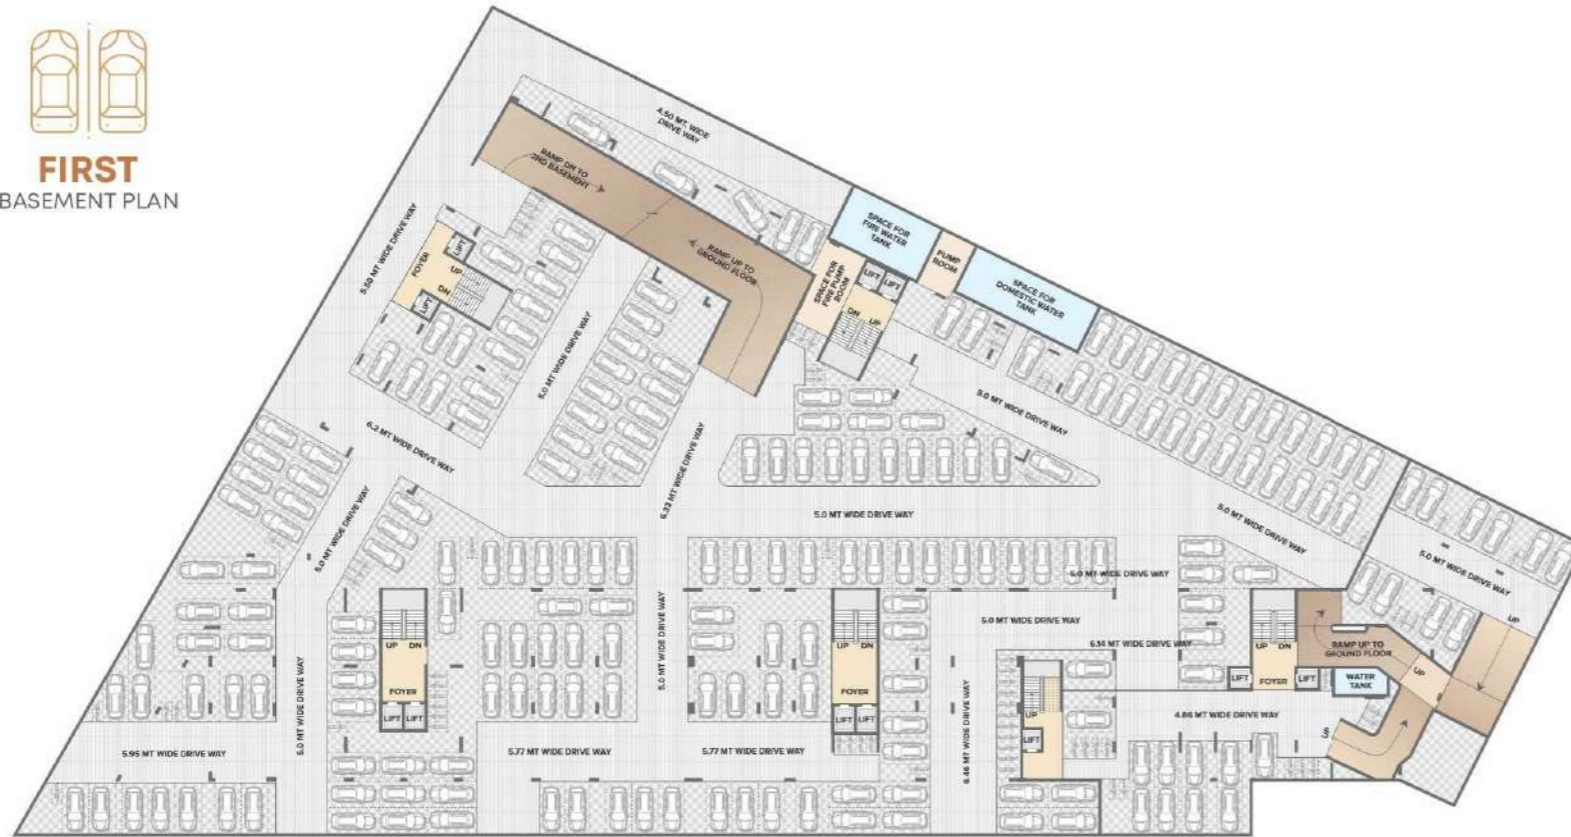 FIRST
BASEMENT PLAN
4.50 MT. WIDE
DRIVE WAY
RAMP DN TO
2ND BASEMENT
RAMP UP TO
GROUND FLOOR
5.50 MT WIDE DRIVE WAY
FOYER
LIFT
UP
DN
LIFT
SPACE FOR
FIRE WATER
TANK
PUMP
ROOM
SPACE FOR
DOMESTIC WATER
TANK
SPACE FOR
FIRE PUMP
ROOM
LIFT
LIFT
DN
UP
5.0 MT WIDE DRIVE WAY
5.0 MT WIDE DRIVE WAY
6.2 MT WIDE DRIVE WAY
6.33 MT WIDE DRIVE WAY
5.0 MT WIDE DRIVE WAY
5.0 MT WIDE DRIVE WAY
5.0 MT WIDE DRIVE WAY
5.0 MT WIDE DRIVE WAY
5.0 MT WIDE DRIVE WAY
5.0 MT WIDE DRIVE WAY
5.0 MT WIDE DRIVE WAY
6.14 MT WIDE DRIVE WAY
UP
RAMP UP TO
GROUND FLOOR
UP
UP DN
FOYER
LIFT LIFT
UP DN
FOYER
LIFT LIFT
UP DN
LIFT FOYER LIFT
WATER
TANK
5.0 MT WIDE DRIVE WAY
5.0 MT WIDE DRIVE WAY
6.46 MT WIDE DRIVE WAY
UP
LIFT
4.86 MT WIDE DRIVE WAY
UP
5.95 MT WIDE DRIVE WAY
5.77 MT WIDE DRIVE WAY
5.77 MT WIDE DRIVE WAY